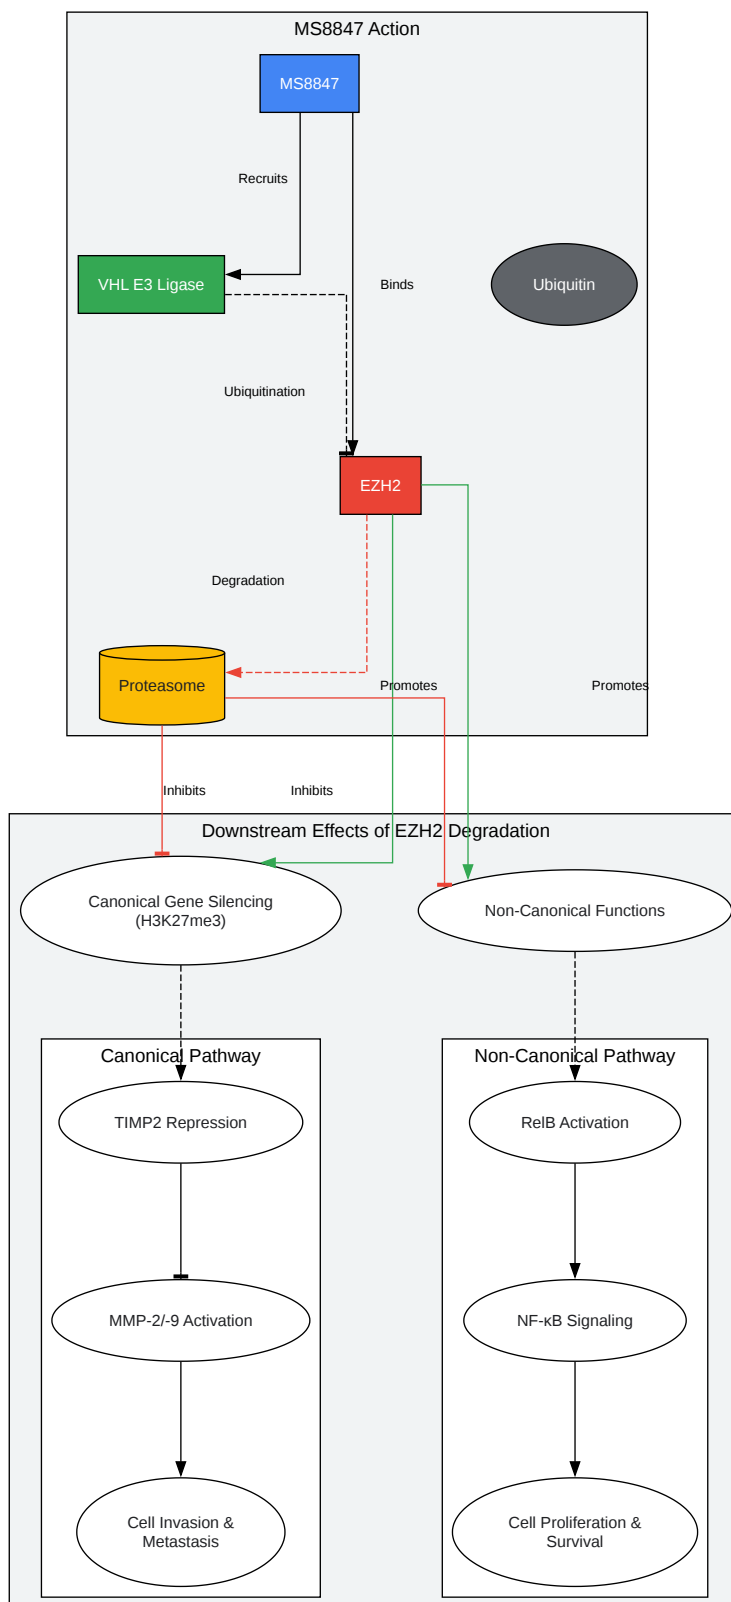 MS8847 Action
MS8847
Recruits
VHL E3 Ligase
Binds
Ubiquitin
Ubiquitination
EZH2
Degradation
Proteasome
Promotes
Promotes
Inhibits
Inhibits
Downstream Effects of EZH2 Degradation
Canonical Gene Silencing
(H3K27me3)
Non-Canonical Functions
Canonical Pathway
Non-Canonical Pathway
TIMP2 Repression
RelB Activation
MMP-2/-9 Activation
NF-κB Signaling
Cell Invasion &
Metastasis
Cell Proliferation &
Survival